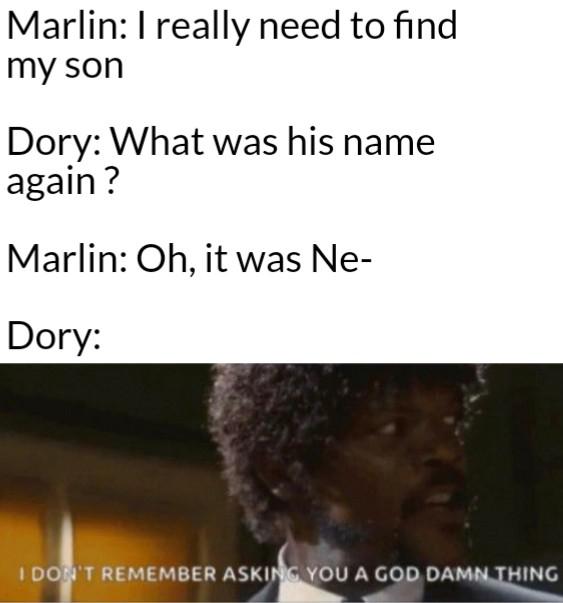 Marlin: I really need to find
my son
Dory: What was his name
again ?
Marlin: Oh, it was Ne-
Dory:
I DON'T REMEMBER ASKING YOU A GOD DAMN THING